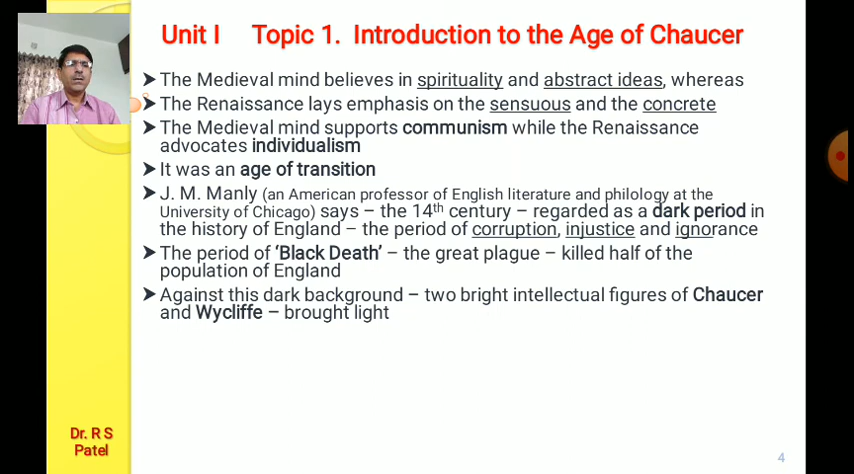 Unit I Topic 1. Introduction to the Age of Chaucer
➤ The Medieval mind believes in spirituality and abstract ideas, whereas
➤ The Renaissance lays emphasis on the sensuous and the concrete
➤ The Medieval mind supports communism while the Renaissance
advocates individualism
➤ It was an age of transition
➤ J. M. Manly (an American professor of English literature and philology at the
University of Chicago) says – the 14th century – regarded as a dark period in
the history of England – the period of corruption, injustice and ignorance
➤ The period of ‘Black Death’ – the great plague – killed half of the
population of England
➤ Against this dark background – two bright intellectual figures of Chaucer
and Wycliffe – brought light
Dr. R S
Patel
4